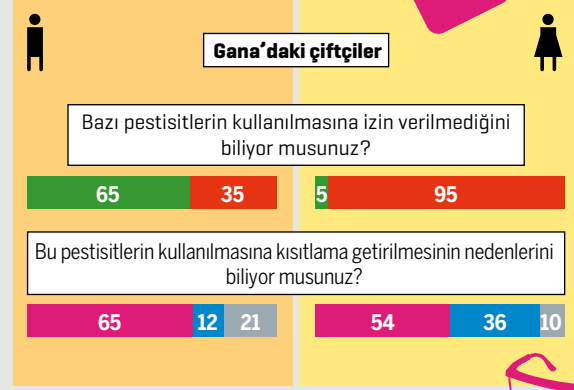 Gana'daki çiftçiler
Bazı pestisitlerin kullanılmasına izin verilmediğini
biliyor musunuz?
65 35 5 95
Bu pestisitlerin kullanılmasına kısıtlama getirilmesinin nedenlerini
biliyor musunuz?
65 12 21 54 36 10